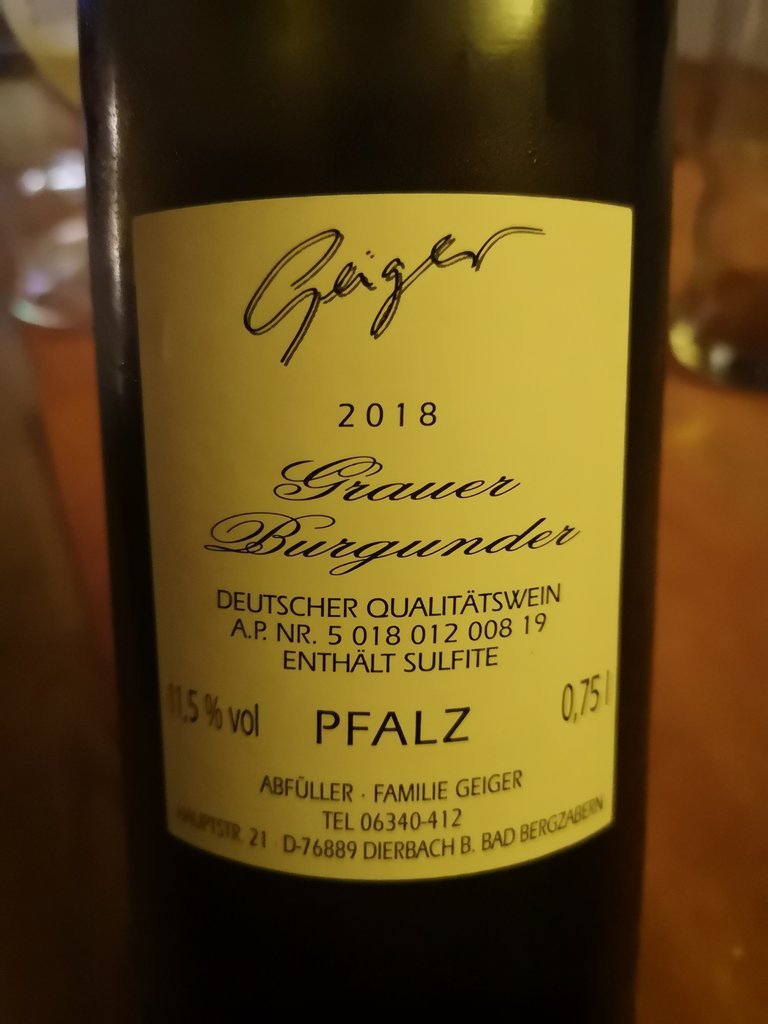 Geiger
2018
Grauer
Burgunder
DEUTSCHER QUALITÄTSWEIN
A.P. NR. 5 018 012 008 19
ENTHÄLT SULFITE
11,5 % vol PFALZ 0,75 l
ABFÜLLER · FAMILIE GEIGER
TEL 06340-412
HAUPTSTR. 21 · D-76889 DIERBACH B. BAD BERGZABERN